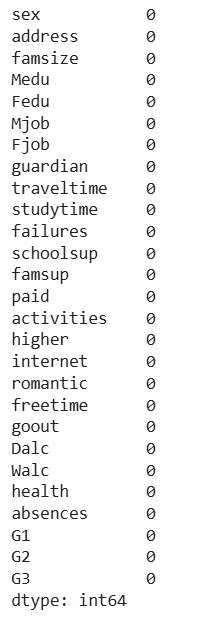 sex 0
address 0
famsize 0
Medu 0
Fedu 0
Mjob 0
Fjob 0
guardian 0
traveltime 0
studytime 0
failures 0
schoolsup 0
famsup 0
paid 0
activities 0
higher 0
internet 0
romantic 0
freetime 0
goout 0
Dalc 0
Walc 0
health 0
absences 0
G1 0
G2 0
G3 0
dtype: int64